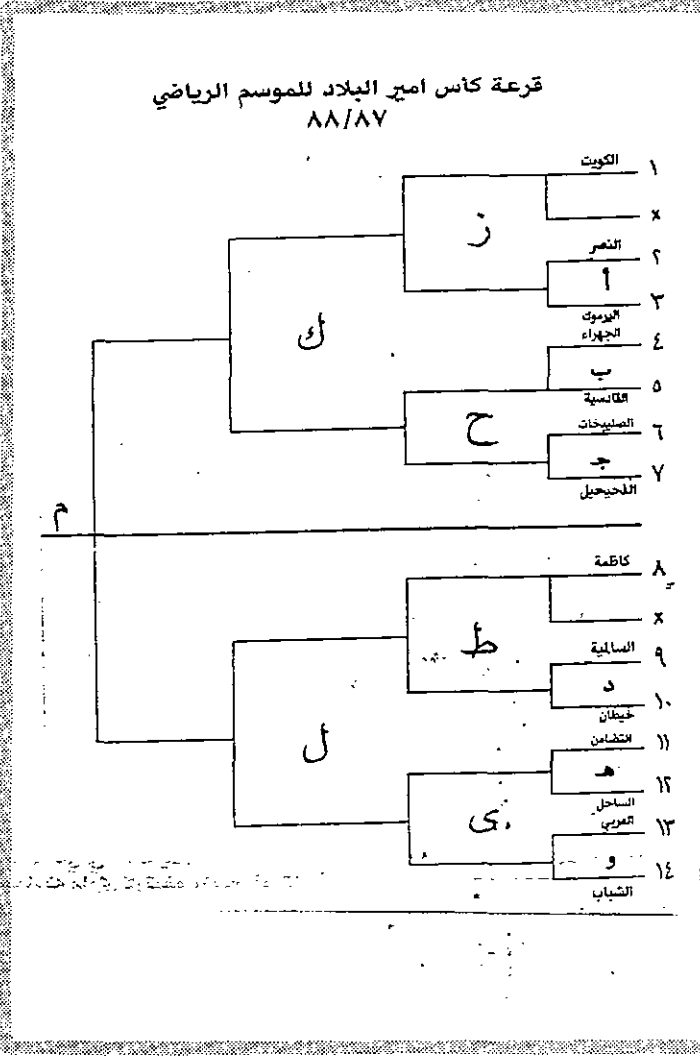 قرعة كأس امير البلاد للموسم الرياضي
٨٨/٨٧
الكويت ١
x
ز
النصر ٢
أ
٣
اليرموك
الجهراء ٤
ك
ب
٥
القادسية
ح
الصليبخات ٦
جـ
٧
الفحيحيل
م
كاظمة ٨
x
ط
السالمية ٩
د
١٠
خيطان
التضامن ١١
ل
هـ
١٢
الساحل
العربي ١٣
ى
و
١٤
الشباب